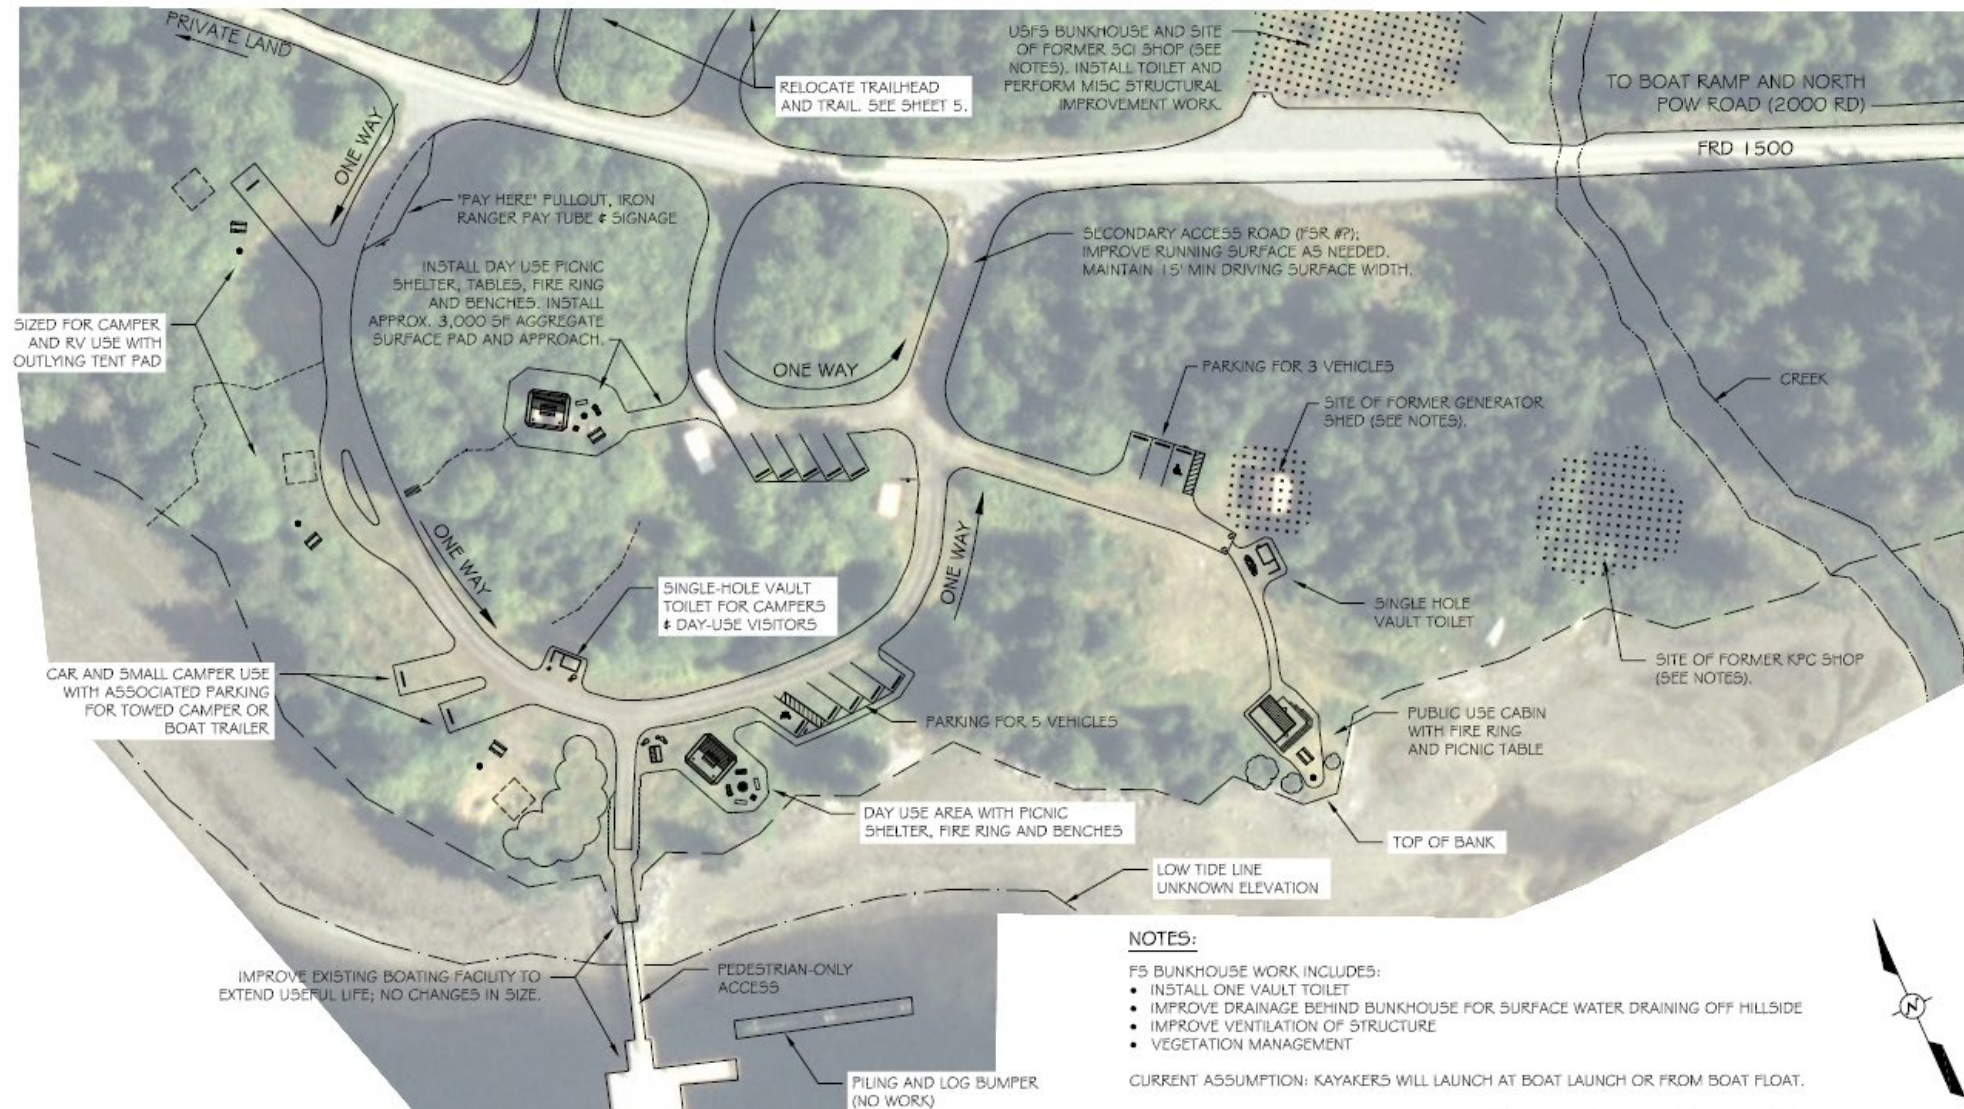 PRIVATE LAND
RELOCATE TRAILHEAD
AND TRAIL. SEE SHEET 5.
USFS BUNKHOUSE AND SITE
OF FORMER SCI SHOP (SEE
NOTES). INSTALL TOILET AND
PERFORM MISC STRUCTURAL
IMPROVEMENT WORK.
TO BOAT RAMP AND NORTH
POW ROAD (2000 RD)
FRD 1500
ONE WAY
"PAY HERE" PULLOUT, IRON
RANGER PAY TUBE & SIGNAGE
SECONDARY ACCESS ROAD (FSR #?);
IMPROVE RUNNING SURFACE AS NEEDED.
MAINTAIN 15' MIN DRIVING SURFACE WIDTH.
INSTALL DAY USE PICNIC
SHELTER, TABLES, FIRE RING
AND BENCHES. INSTALL
APPROX. 3,000 SF AGGREGATE
SURFACE PAD AND APPROACH.
SIZED FOR CAMPER
AND RV USE WITH
OUTLYING TENT PAD
ONE WAY
PARKING FOR 3 VEHICLES
CREEK
SITE OF FORMER GENERATOR
SHED (SEE NOTES).
ONE WAY
ONE WAY
SINGLE-HOLE VAULT
TOILET FOR CAMPERS
& DAY-USE VISITORS
SINGLE HOLE
VAULT TOILET
SITE OF FORMER KPC SHOP
(SEE NOTES).
CAR AND SMALL CAMPER USE
WITH ASSOCIATED PARKING
FOR TOWED CAMPER OR
BOAT TRAILER
PARKING FOR 5 VEHICLES
PUBLIC USE CABIN
WITH FIRE RING
AND PICNIC TABLE
DAY USE AREA WITH PICNIC
SHELTER, FIRE RING AND BENCHES
TOP OF BANK
LOW TIDE LINE
UNKNOWN ELEVATION
IMPROVE EXISTING BOATING FACILITY TO
EXTEND USEFUL LIFE; NO CHANGES IN SIZE.
PEDESTRIAN-ONLY
ACCESS
PILING AND LOG BUMPER
(NO WORK)
NOTES:
FS BUNKHOUSE WORK INCLUDES:
• INSTALL ONE VAULT TOILET
• IMPROVE DRAINAGE BEHIND BUNKHOUSE FOR SURFACE WATER DRAINING OFF HILLSIDE
• IMPROVE VENTILATION OF STRUCTURE
• VEGETATION MANAGEMENT
CURRENT ASSUMPTION: KAYAKERS WILL LAUNCH AT BOAT LAUNCH OR FROM BOAT FLOAT.
N